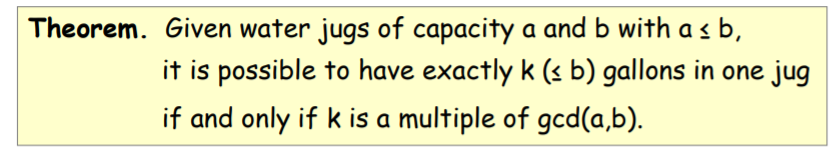 Theorem. Given water jugs of capacity a and b with a ≤ b,
it is possible to have exactly k (≤ b) gallons in one jug
if and only if k is a multiple of gcd(a,b).